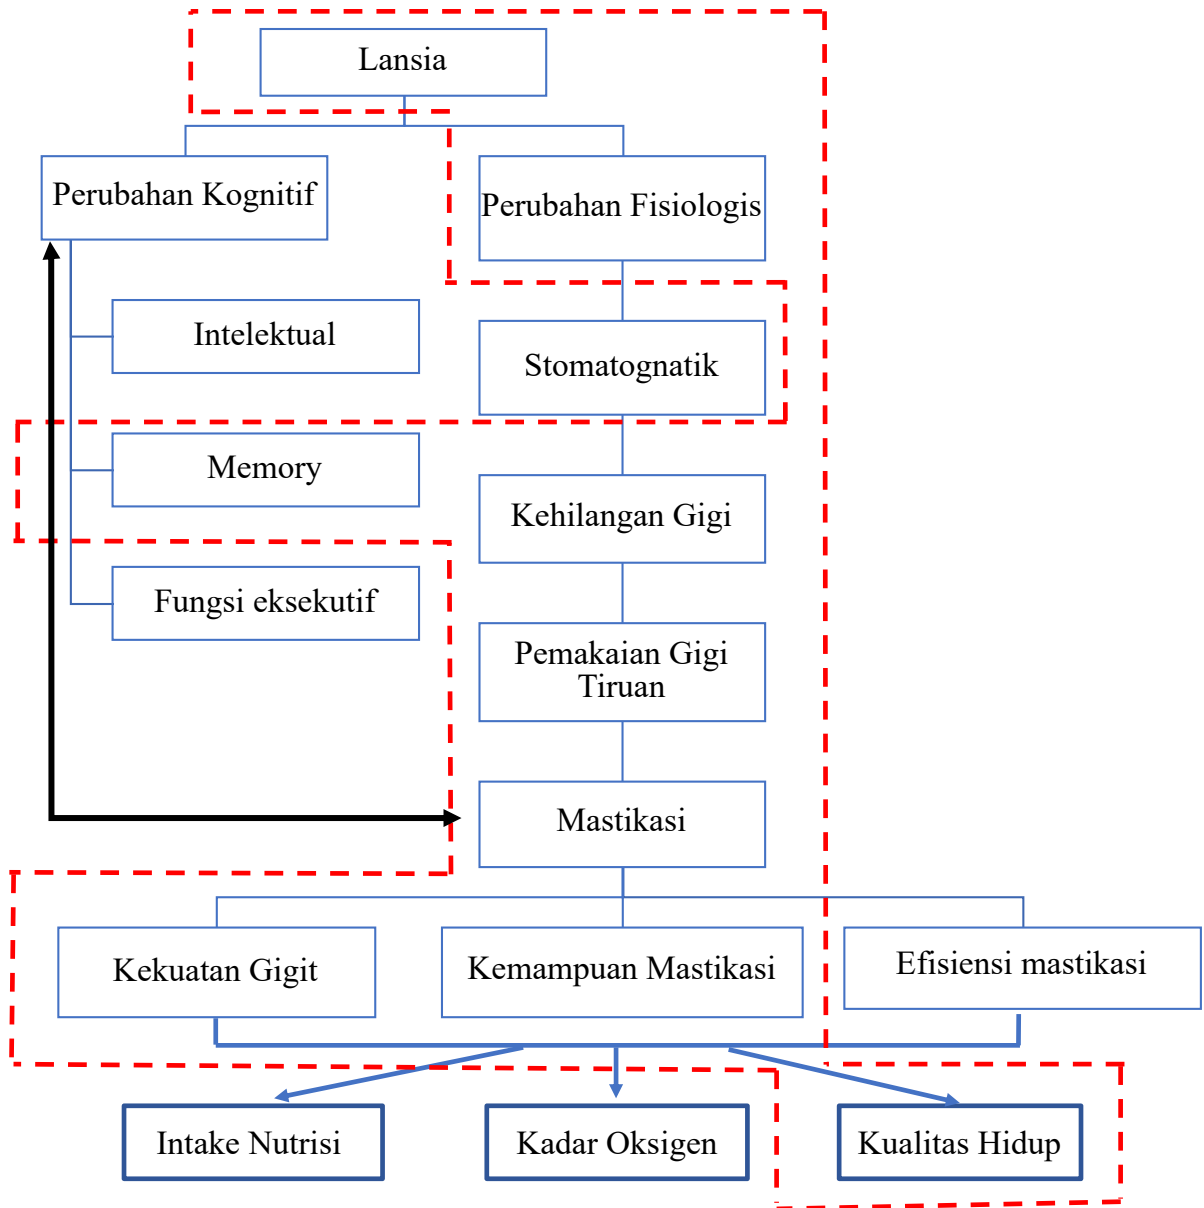 Lansia
Perubahan Kognitif
Perubahan Fisiologis
Intelektual
Stomatognatik
Memory
Kehilangan Gigi
Fungsi eksekutif
Pemakaian Gigi
Tiruan
Mastikasi
Kekuatan Gigit
Kemampuan Mastikasi
Efisiensi mastikasi
Intake Nutrisi
Kadar Oksigen
Kualitas Hidup